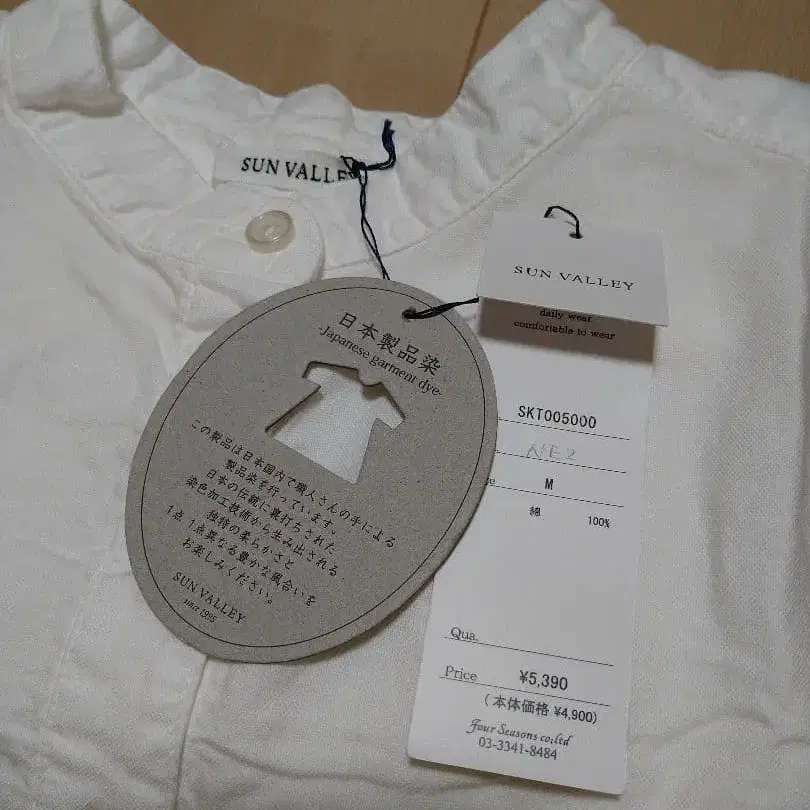 SUN VALLEY
日本製品染
-Japanese garment dye-
この製品は日本国内で職人さんの手による
製品染を行っています。
日本の伝統に裏打ちされた
染色加工技術から生み出される
独特の柔らかさと
1点1点異なる豊かな風合いを
お楽しみください。
SUN VALLEY
since 1996
SUN VALLEY
daily wear
comfortable to wear
SKT005000
M
綿 100%
Qua.
Price ¥5,390
(本体価格 ¥4,900)
Four Seasons co.ltd
03-3341-8484